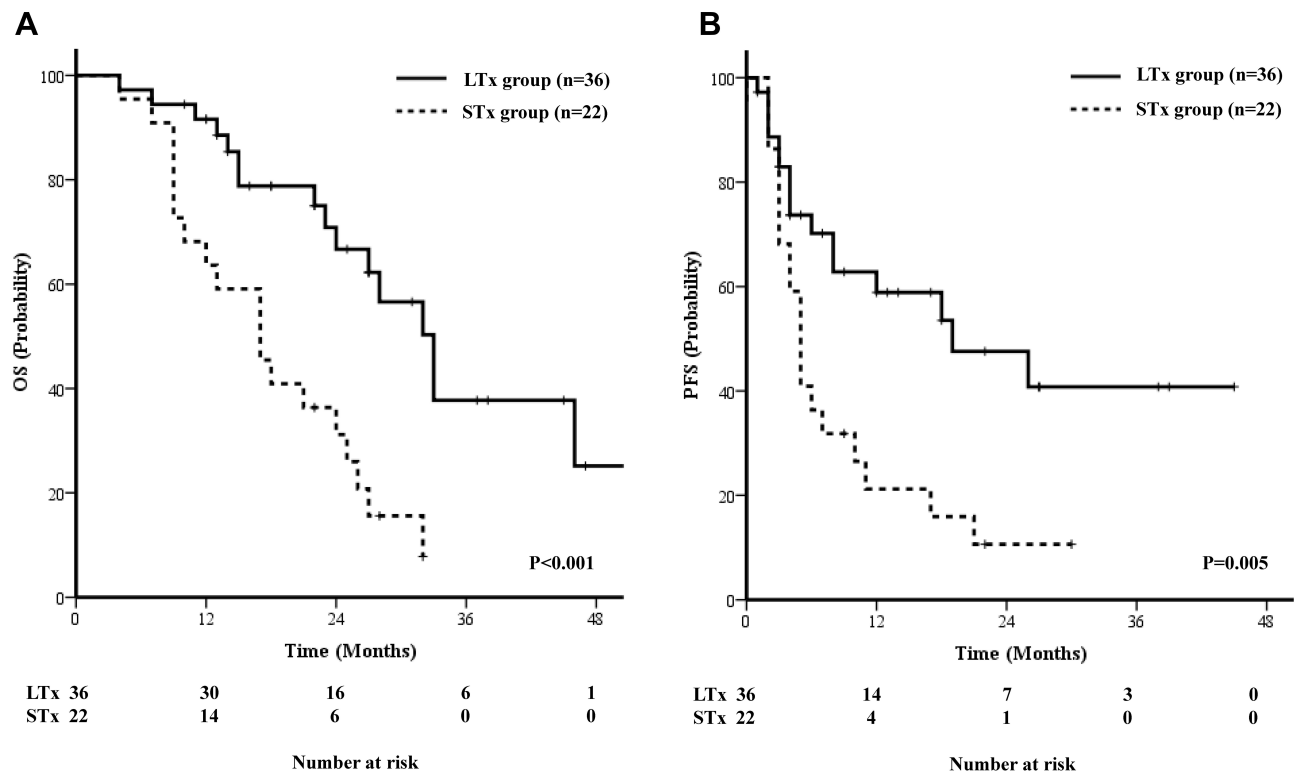 A
100
80
60
40
20
0
OS (Probability)
LTx group (n=36)
STx group (n=22)
P<0.001
0 12 24 36 48
Time (Months)
LTx 36 30 16 6 1
STx 22 14 6 0 0
Number at risk
B
100
80
60
40
20
0
PFS (Probability)
LTx group (n=36)
STx group (n=22)
P=0.005
0 12 24 36 48
Time (Months)
LTx 36 14 7 3 0
STx 22 4 1 0 0
Number at risk